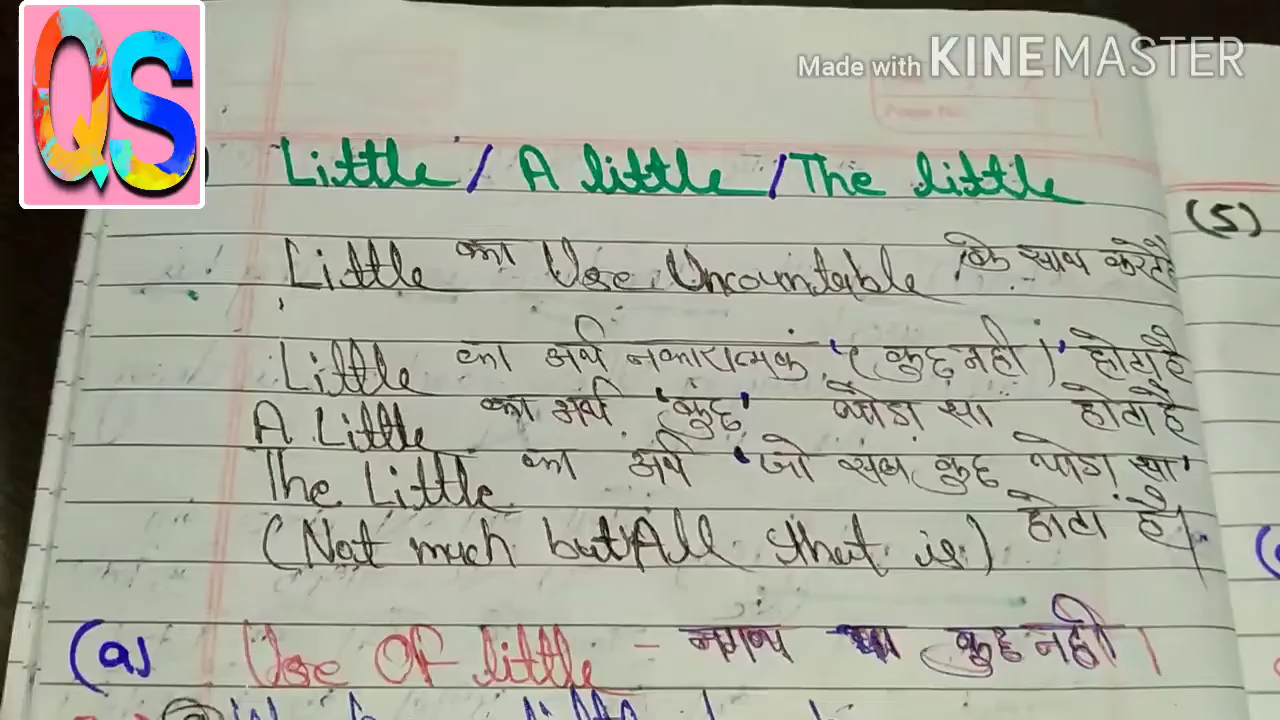 QS
Made with KINEMASTER
Little / A little / The little
(5)
Little का Use Uncountable के साथ करते है
Little का अर्थ नकारात्मक '(कुछ नही।' होता है
A Little का अर्थ 'कुछ' थोडा सा होता है
The Little का अर्थ 'जो सब कुछ थोडा सा'
(Not much but All that is) होता है।
(a) Use Of little - नगण्य या कुछ नही।